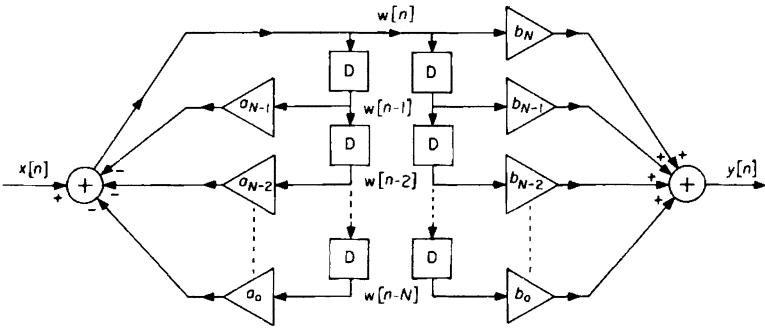 w[n]
b_N
D D
a_{N-1} w[n-1] b_{N-1}
D D
x[n] + a_{N-2} w[n-2] b_{N-2} + y[n]
D D
a_0 w[n-N] b_0